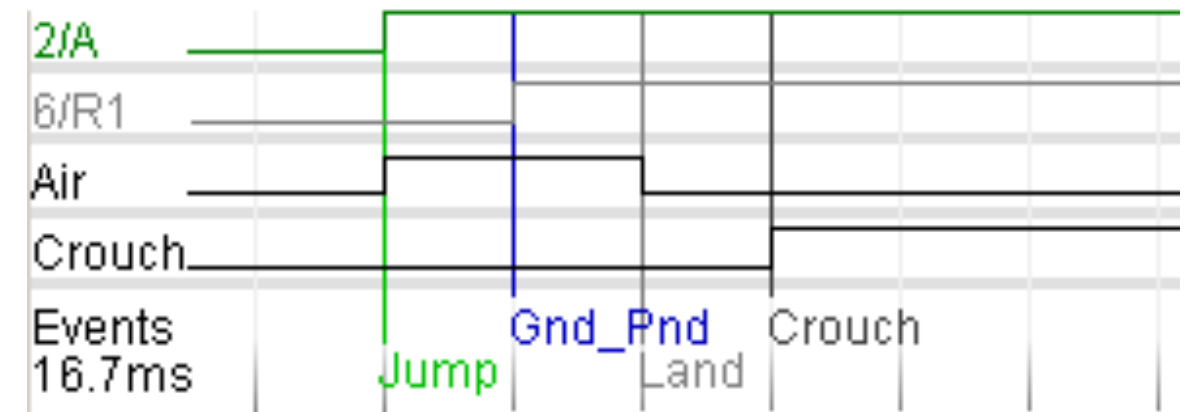 2/A
6/R1
Air
Crouch
Events Gnd_Pnd Crouch
16.7ms Jump Land